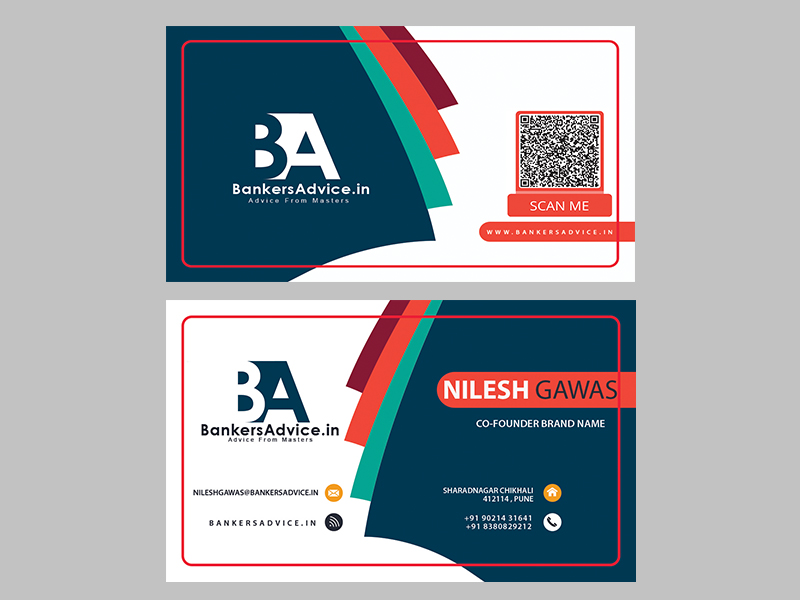 BA
BankersAdvice.in
Advice From Masters
SCAN ME
WWW.BANKERSADVICE.IN
BA
BankersAdvice.in
Advice From Masters
NILESH GAWAS
CO-FOUNDER BRAND NAME
NILESHGAWAS@BANKERSADVICE.IN
BANKERSADVICE.IN
SHARADNAGAR CHIKHALI
412114 , PUNE
+91 90214 31641
+91 8380829212